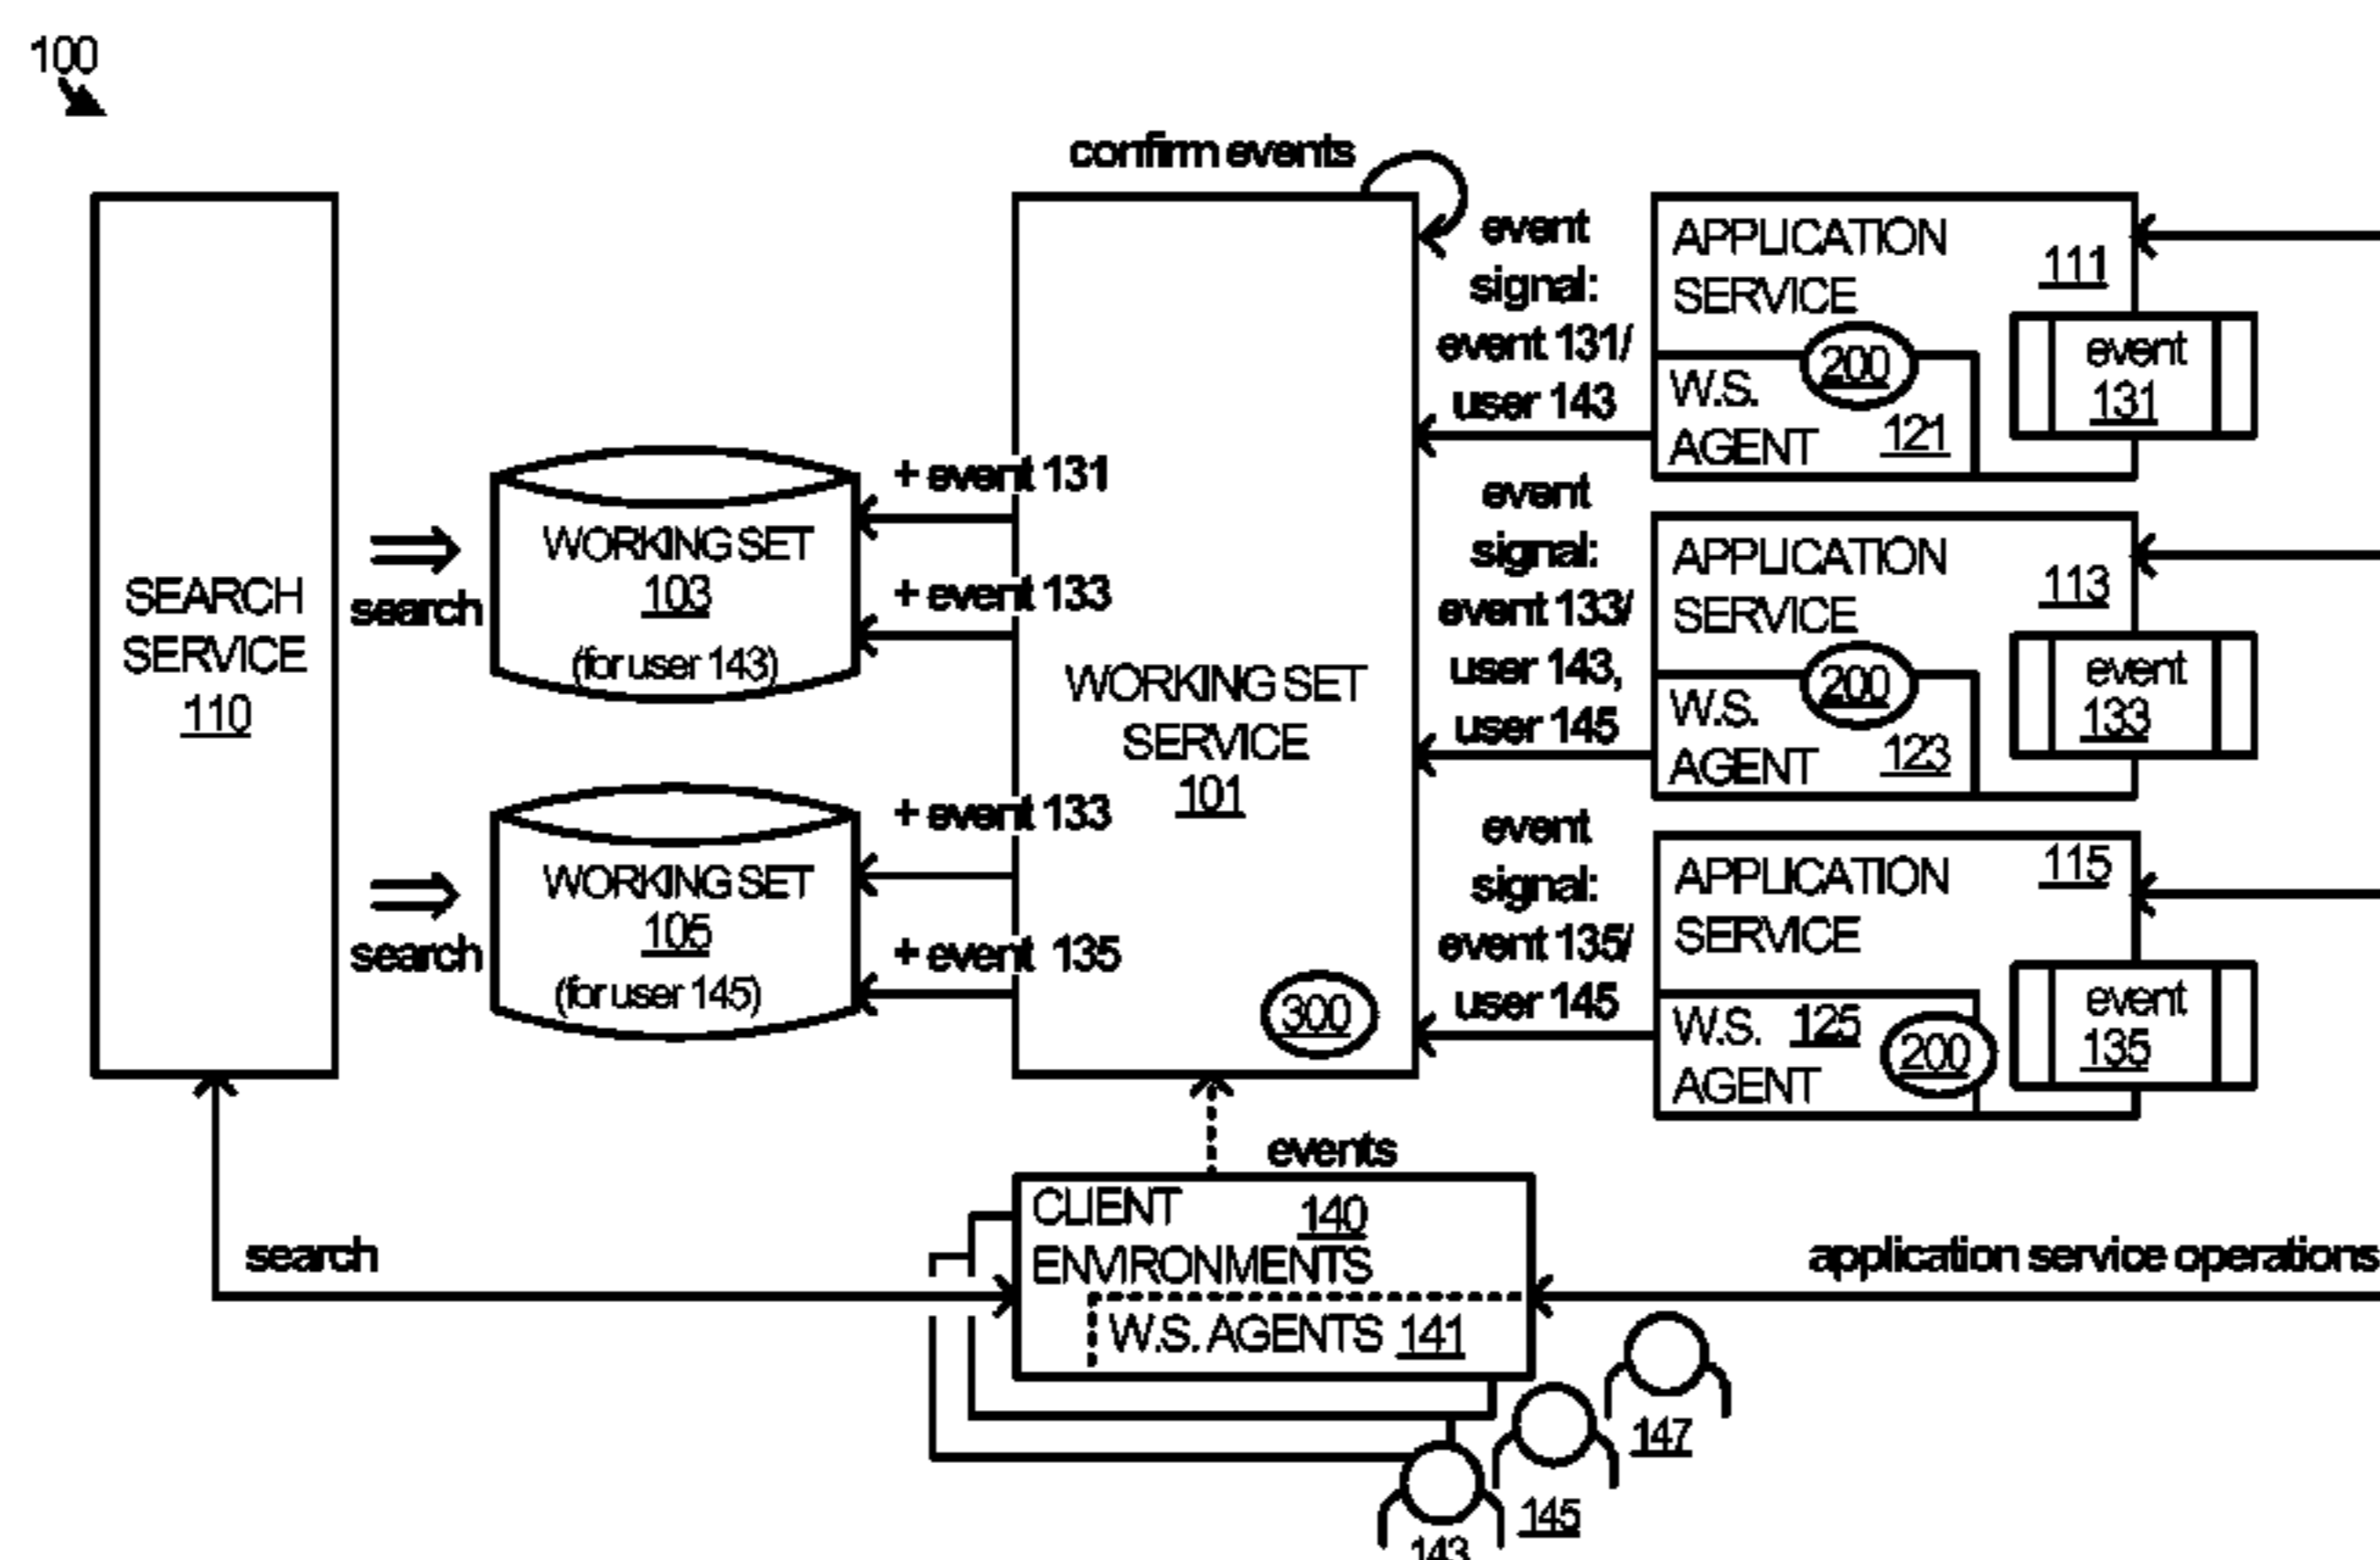 100
confirm events
SEARCH
SERVICE
110
search
search
WORKING SET
103
(for user 143)
WORKING SET
105
(for user 145)
+ event 131
+ event 133
+ event 133
+ event 135
WORKING SET
SERVICE
101
300
event
signal:
event 131/
user 143
event
signal:
event 133/
user 143,
user 145
event
signal:
event 135/
user 145
APPLICATION
SERVICE
111
W.S.
AGENT
121
200
event
131
APPLICATION
SERVICE
113
W.S.
AGENT
123
200
event
133
APPLICATION
SERVICE
115
W.S.
AGENT
125
200
event
135
events
CLIENT
ENVIRONMENTS
140
W.S. AGENTS 141
search
application service operations
147
145
143